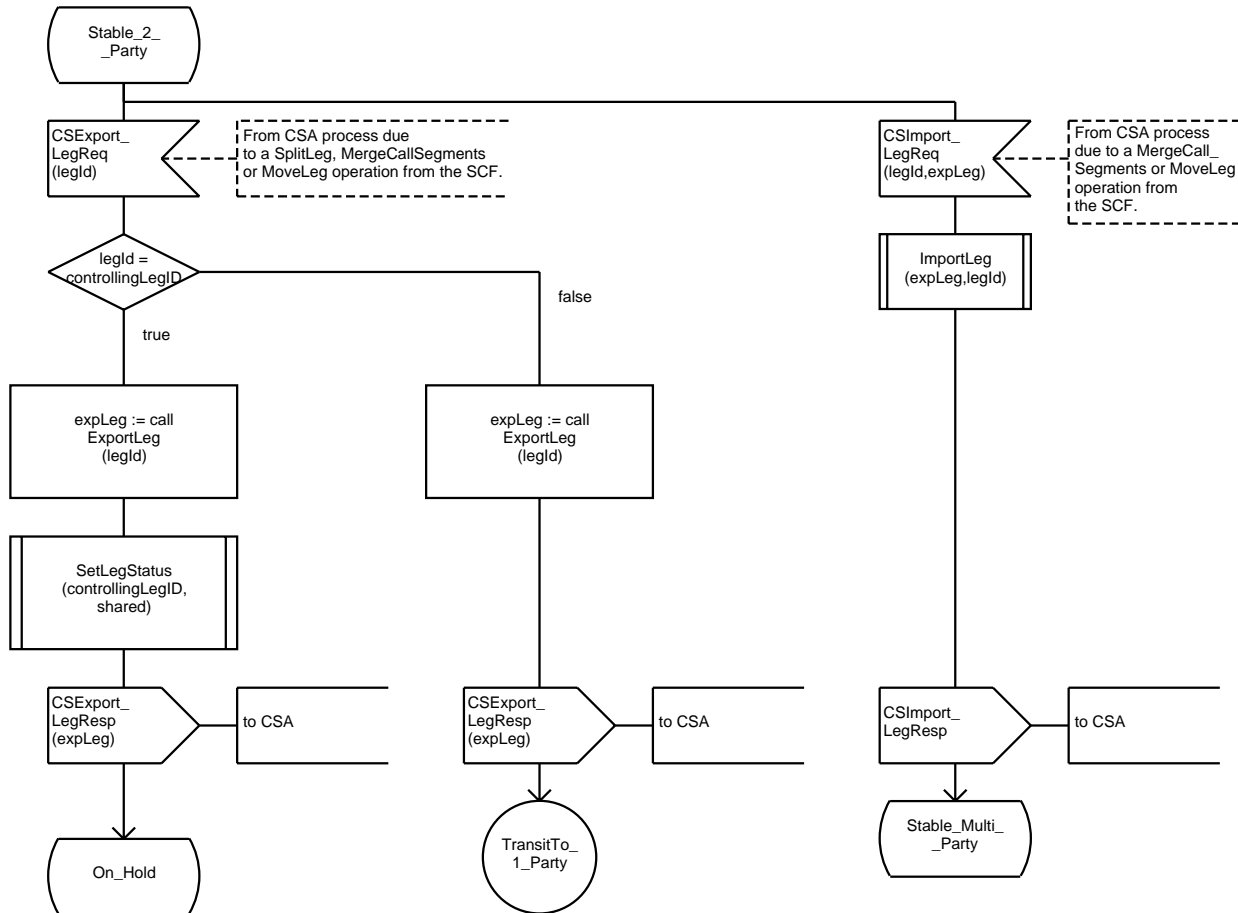 Stable_2_
_Party
CSExport_
LegReq
(legId)
From CSA process due
to a SplitLeg, MergeCallSegments
or MoveLeg operation from the SCF.
CSImport_
LegReq
(legId,expLeg)
From CSA process
due to a MergeCall_
Segments or MoveLeg
operation from
the SCF.
legId =
controllingLegID
true
false
ImportLeg
(expLeg,legId)
expLeg := call
ExportLeg
(legId)
expLeg := call
ExportLeg
(legId)
SetLegStatus
(controllingLegID,
shared)
CSExport_
LegResp
(expLeg)
to CSA
CSExport_
LegResp
(expLeg)
to CSA
CSImport_
LegResp
to CSA
On_Hold
TransitTo_
1_Party
Stable_Multi_
_Party